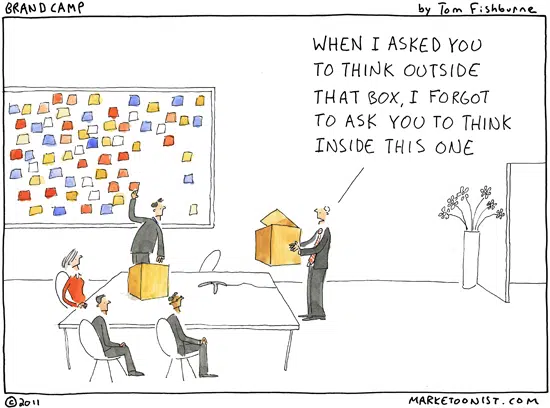 BRAND CAMP
by Tom Fishburne
WHEN I ASKED YOU
TO THINK OUTSIDE
THAT BOX, I FORGOT
TO ASK YOU TO THINK
INSIDE THIS ONE
© 2011
MARKETOONIST.COM